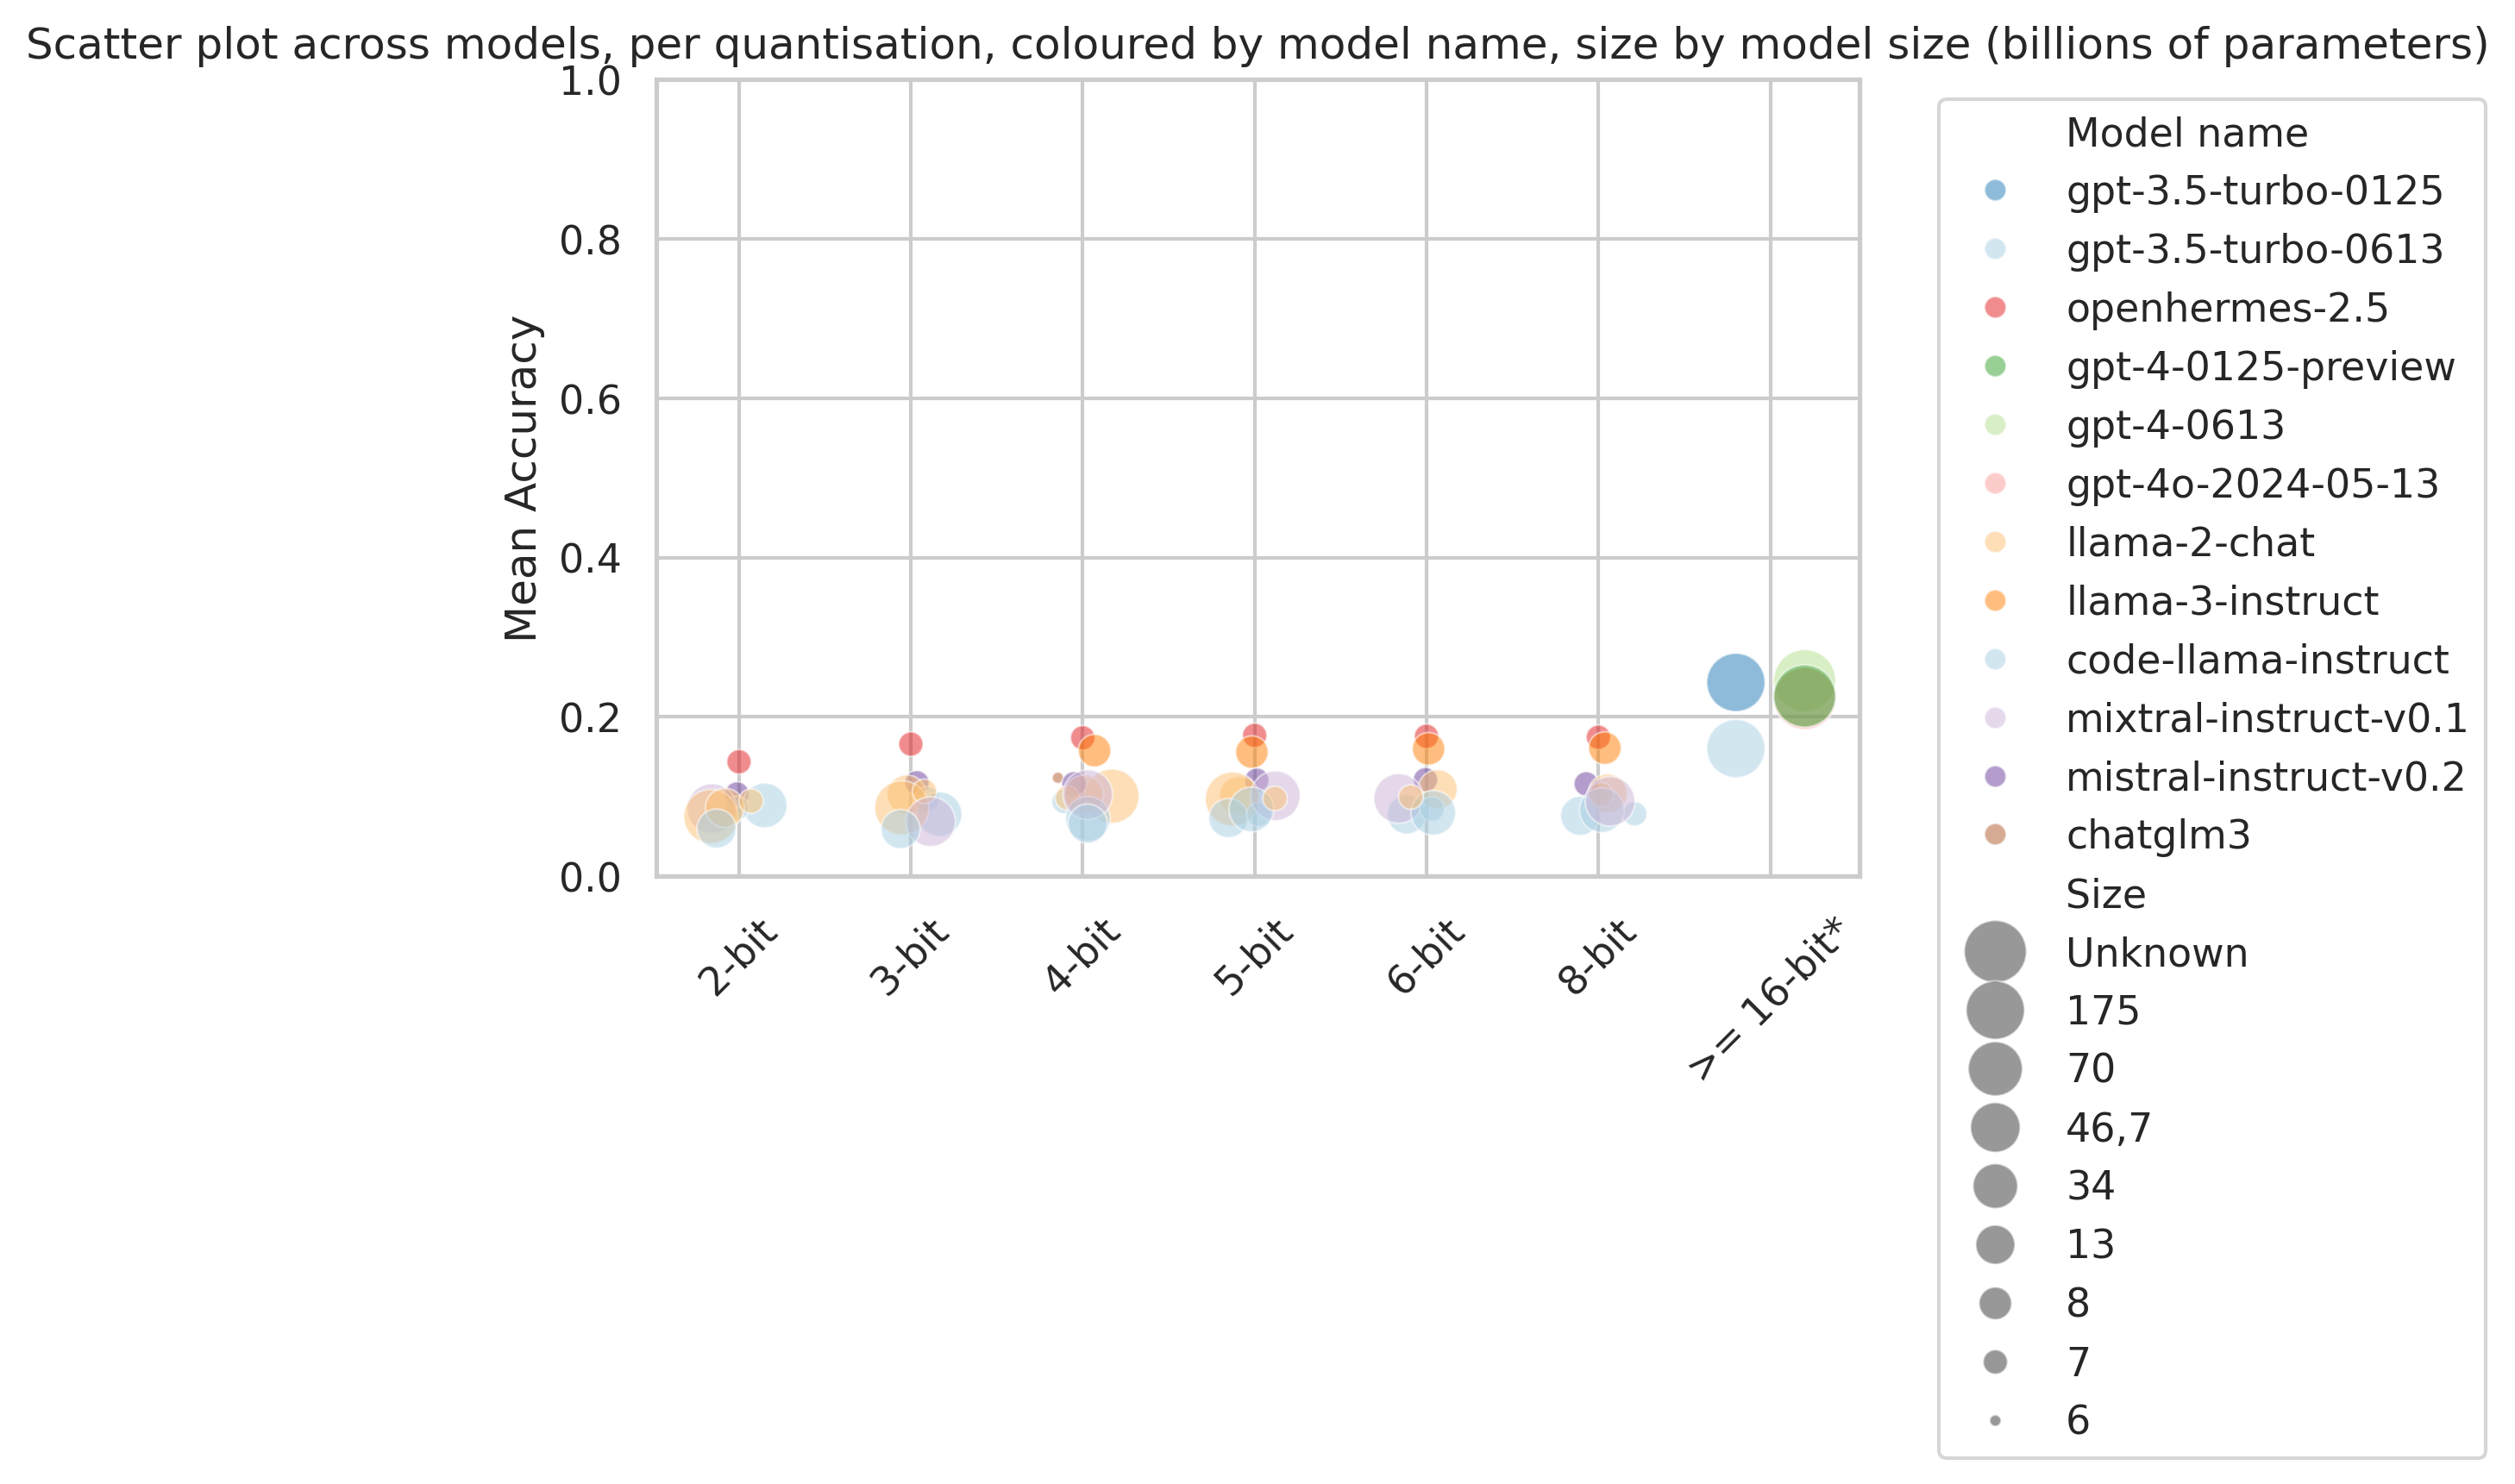 Scatter plot across models, per quantisation, coloured by model name, size by model size (billions of parameters)
Mean Accuracy
1.0
0.8
0.6
0.4
0.2
0.0
2-bit
3-bit
4-bit
5-bit
6-bit
8-bit
>= 16-bit*
Model name
gpt-3.5-turbo-0125
gpt-3.5-turbo-0613
openhermes-2.5
gpt-4-0125-preview
gpt-4-0613
gpt-4o-2024-05-13
llama-2-chat
llama-3-instruct
code-llama-instruct
mixtral-instruct-v0.1
mistral-instruct-v0.2
chatglm3
Size
Unknown
175
70
46,7
34
13
8
7
6